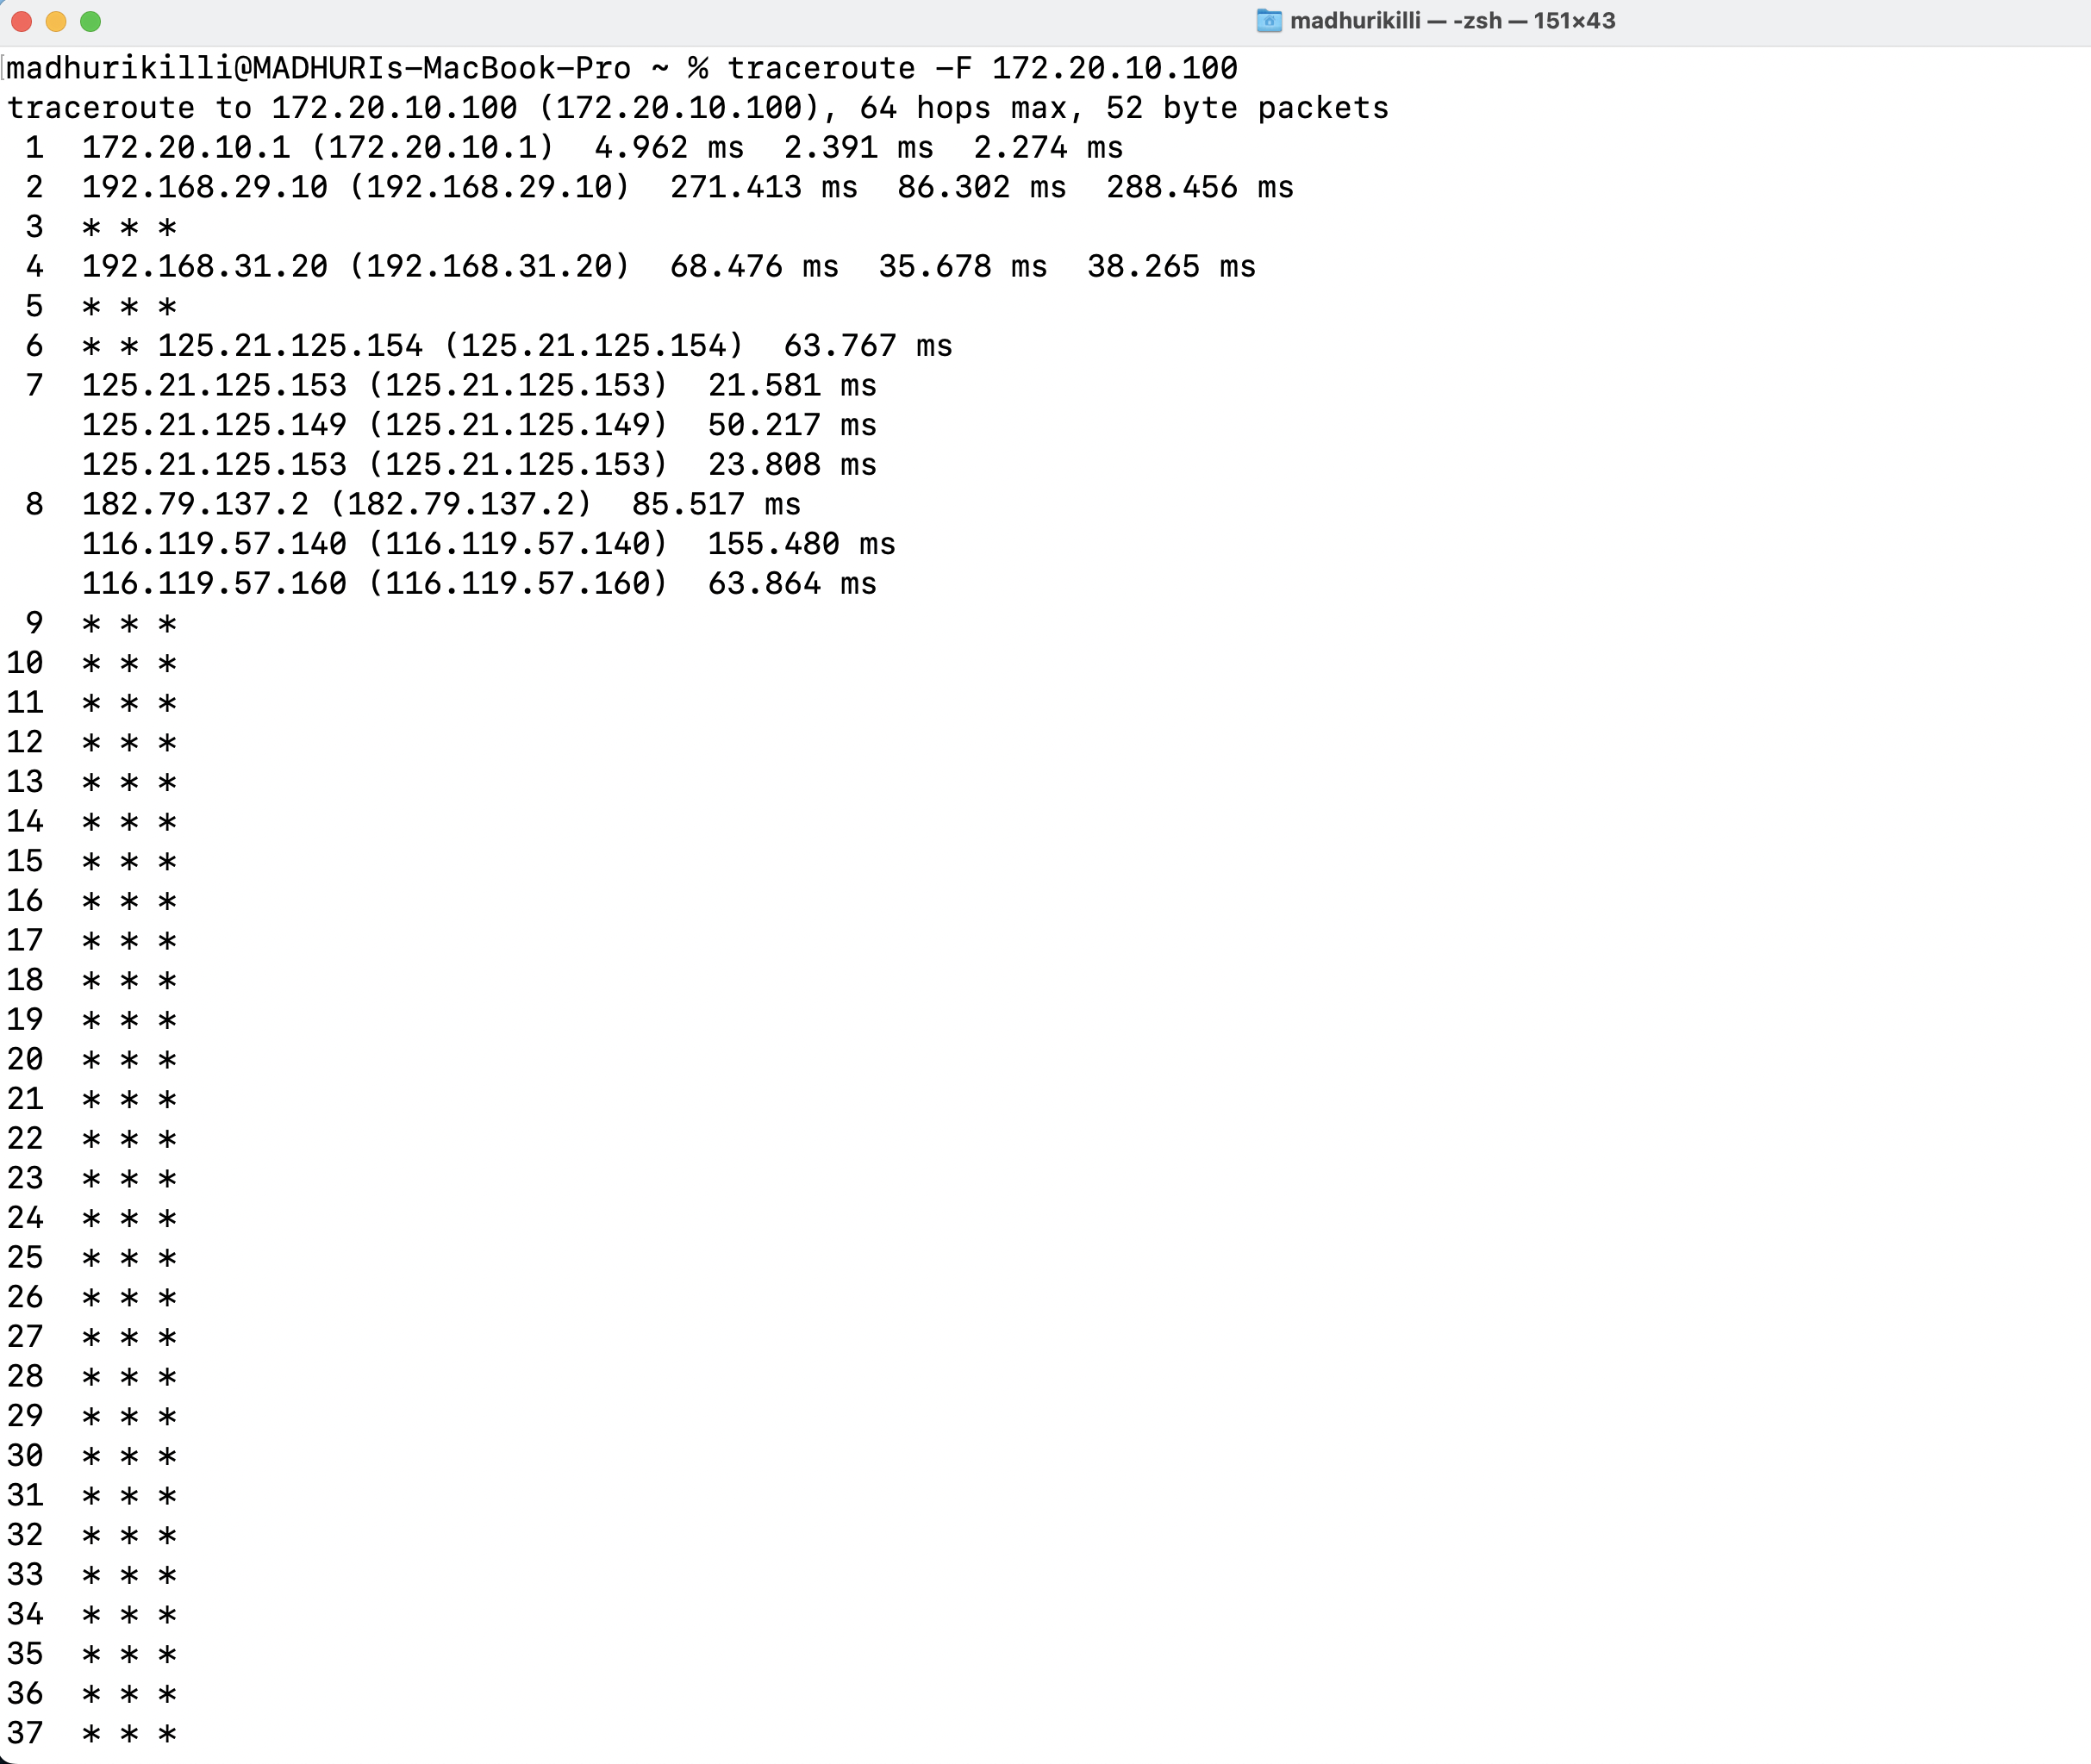 madhurikilli — -zsh — 151×43
madhurikilli@MADHURIs-MacBook-Pro ~ % traceroute -F 172.20.10.100
traceroute to 172.20.10.100 (172.20.10.100), 64 hops max, 52 byte packets
 1  172.20.10.1 (172.20.10.1)  4.962 ms  2.391 ms  2.274 ms
 2  192.168.29.10 (192.168.29.10)  271.413 ms  86.302 ms  288.456 ms
 3  * * *
 4  192.168.31.20 (192.168.31.20)  68.476 ms  35.678 ms  38.265 ms
 5  * * *
 6  * * 125.21.125.154 (125.21.125.154)  63.767 ms
 7  125.21.125.153 (125.21.125.153)  21.581 ms
    125.21.125.149 (125.21.125.149)  50.217 ms
    125.21.125.153 (125.21.125.153)  23.808 ms
 8  182.79.137.2 (182.79.137.2)  85.517 ms
    116.119.57.140 (116.119.57.140)  155.480 ms
    116.119.57.160 (116.119.57.160)  63.864 ms
 9  * * *
10  * * *
11  * * *
12  * * *
13  * * *
14  * * *
15  * * *
16  * * *
17  * * *
18  * * *
19  * * *
20  * * *
21  * * *
22  * * *
23  * * *
24  * * *
25  * * *
26  * * *
27  * * *
28  * * *
29  * * *
30  * * *
31  * * *
32  * * *
33  * * *
34  * * *
35  * * *
36  * * *
37  * * *